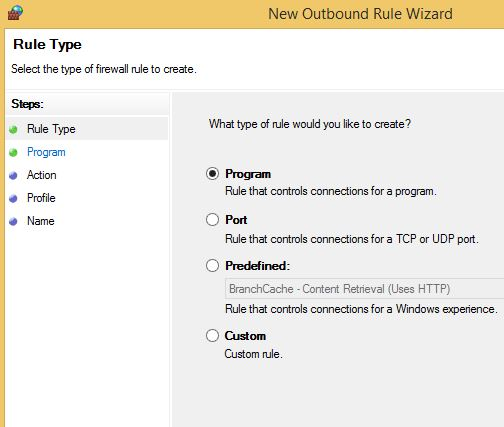 New Outbound Rule Wizard
Rule Type
Select the type of firewall rule to create.
Steps:
Rule Type
Program
Action
Profile
Name
What type of rule would you like to create?
Program
Rule that controls connections for a program.
Port
Rule that controls connections for a TCP or UDP port.
Predefined:
BranchCache - Content Retrieval (Uses HTTP)
Rule that controls connections for a Windows experience.
Custom
Custom rule.